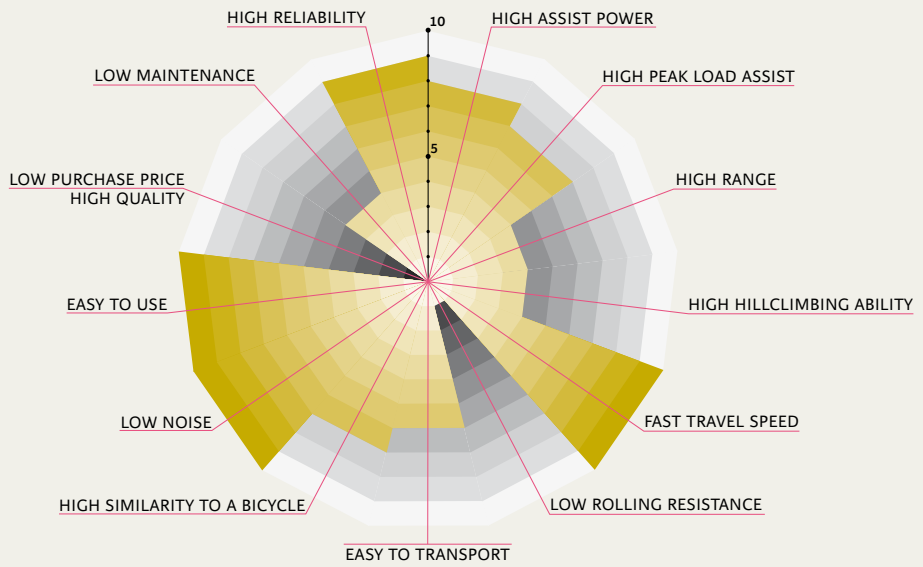 10
HIGH RELIABILITY
HIGH ASSIST POWER
LOW MAINTENANCE
HIGH PEAK LOAD ASSIST
5
LOW PURCHASE PRICE
HIGH QUALITY
HIGH RANGE
EASY TO USE
HIGH HILLCLIMBING ABILITY
LOW NOISE
FAST TRAVEL SPEED
HIGH SIMILARITY TO A BICYCLE
LOW ROLLING RESISTANCE
EASY TO TRANSPORT